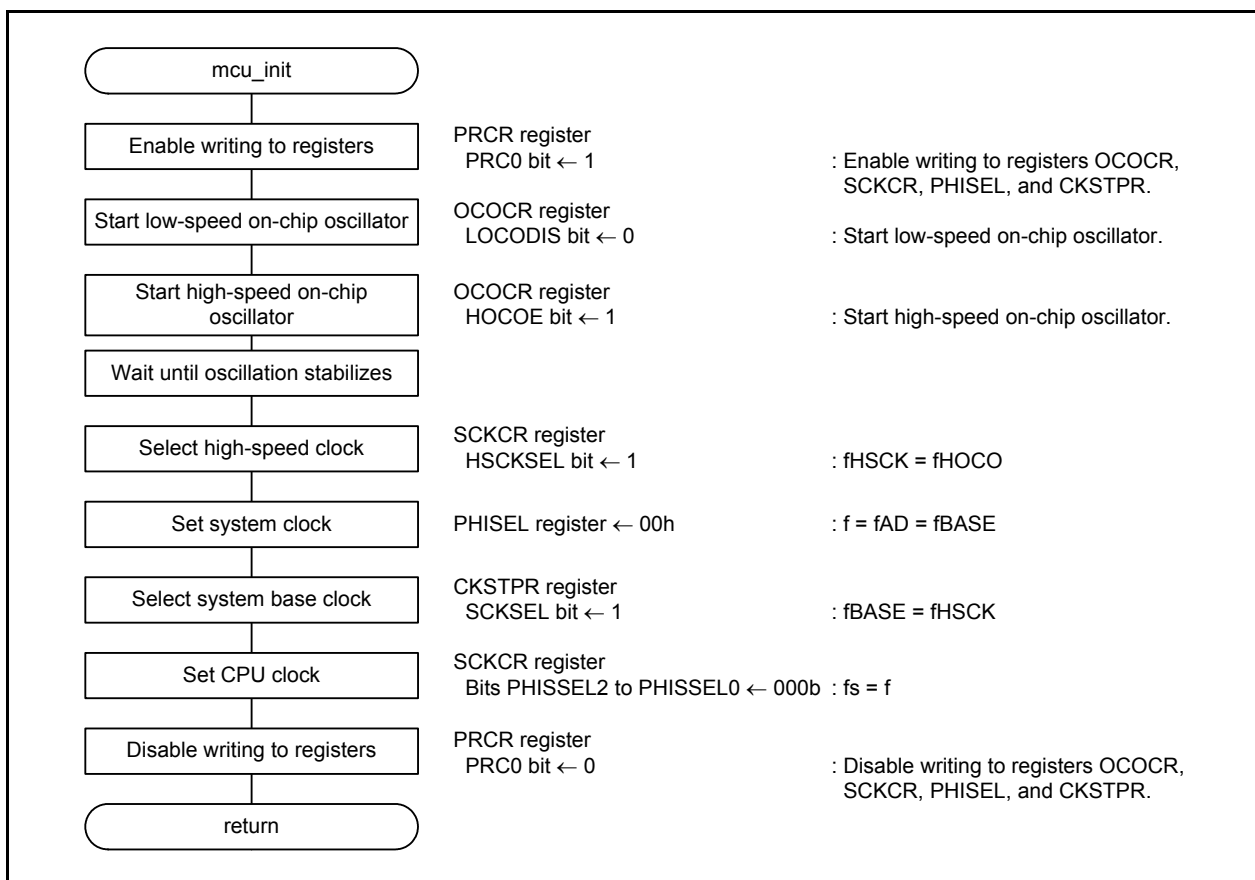 mcu_init
Enable writing to registers
PRCR register
PRC0 bit ← 1 : Enable writing to registers OCOCR,
SCKCR, PHISEL, and CKSTPR.
Start low-speed on-chip oscillator
OCOCR register
LOCODIS bit ← 0 : Start low-speed on-chip oscillator.
Start high-speed on-chip
oscillator
OCOCR register
HOCOE bit ← 1 : Start high-speed on-chip oscillator.
Wait until oscillation stabilizes
Select high-speed clock
SCKCR register
HSCKSEL bit ← 1 : fHSCK = fHOCO
Set system clock
PHISEL register ← 00h : f = fAD = fBASE
Select system base clock
CKSTPR register
SCKSEL bit ← 1 : fBASE = fHSCK
Set CPU clock
SCKCR register
Bits PHISSEL2 to PHISSEL0 ← 000b : fs = f
Disable writing to registers
PRCR register
PRC0 bit ← 0 : Disable writing to registers OCOCR,
SCKCR, PHISEL, and CKSTPR.
return